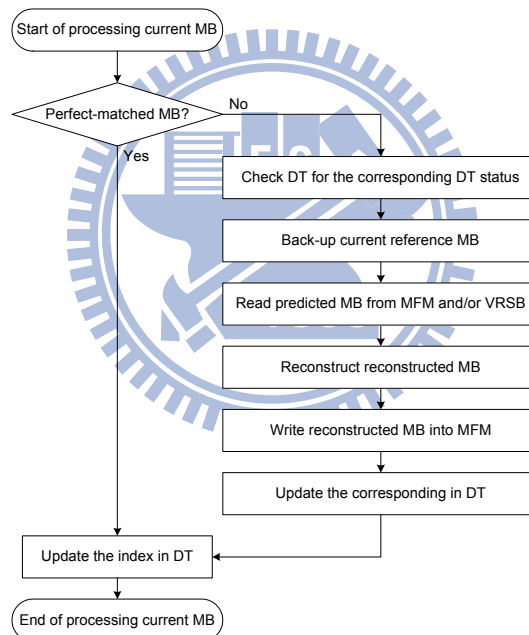 Start of processing current MB
Perfect-matched MB?
No
Yes
Check DT for the corresponding DT status
Back-up current reference MB
Read predicted MB from MFM and/or VRSB
Reconstruct reconstructed MB
Write reconstructed MB into MFM
Update the corresponding in DT
Update the index in DT
End of processing current MB